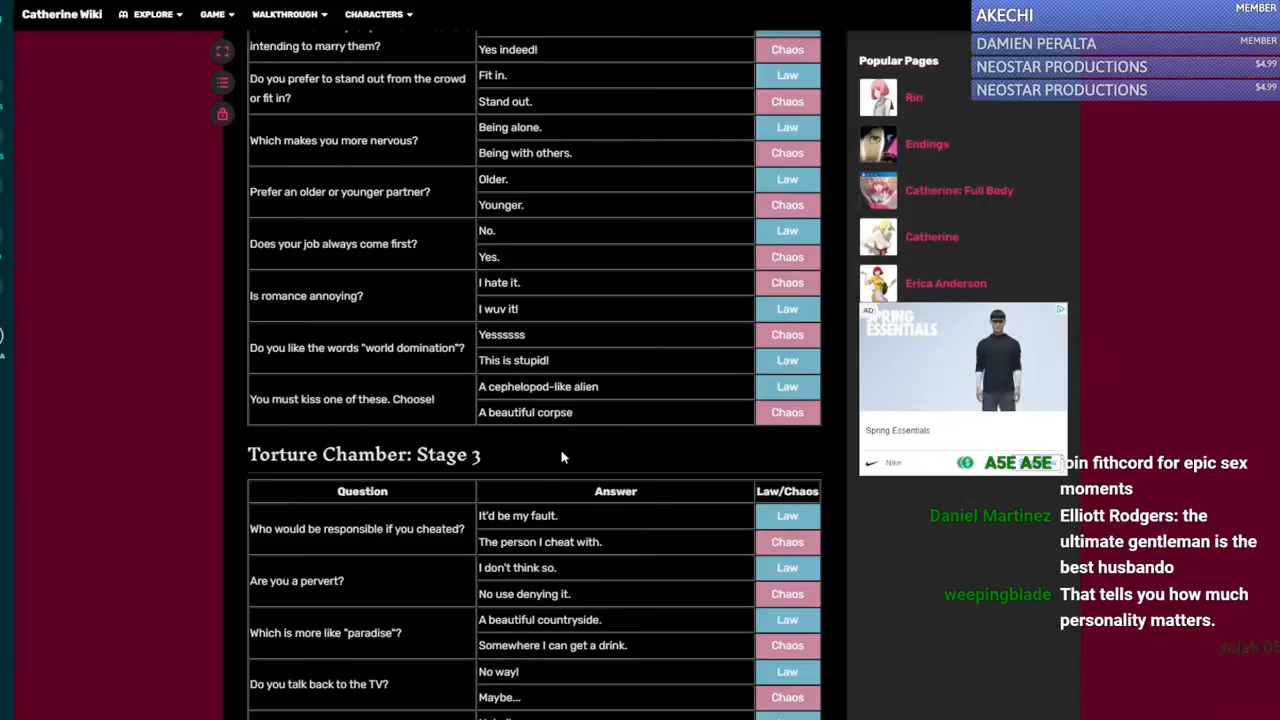 Catherine Wiki
EXPLORE
GAME
WALKTHROUGH
CHARACTERS
intending to marry them?
Yes indeed!
Chaos
Do you prefer to stand out from the crowd
or fit in?
Fit in.
Law
Stand out.
Chaos
Which makes you more nervous?
Being alone.
Law
Being with others.
Chaos
Prefer an older or younger partner?
Older.
Law
Younger.
Chaos
Does your job always come first?
No.
Law
Yes.
Chaos
Is romance annoying?
I hate it.
Chaos
I wuv it!
Law
Do you like the words "world domination"?
Yessssss
Chaos
This is stupid!
Law
You must kiss one of these. Choose!
A cephelopod-like alien
Law
A beautiful corpse
Chaos
Torture Chamber: Stage 3
Question
Answer
Law/Chaos
Who would be responsible if you cheated?
It'd be my fault.
Law
The person I cheat with.
Chaos
Are you a pervert?
I don't think so.
Law
No use denying it.
Chaos
Which is more like "paradise"?
A beautiful countryside.
Law
Somewhere I can get a drink.
Chaos
Do you talk back to the TV?
No way!
Law
Maybe...
Chaos
Popular Pages
Rin
Endings
Catherine: Full Body
Catherine
Erica Anderson
AD
SPRING
ESSENTIALS
Spring Essentials
Nike
AKECHI
MEMBER
DAMIEN PERALTA
MEMBER
NEOSTAR PRODUCTIONS
$4.99
NEOSTAR PRODUCTIONS
$4.99
A5E A5E join fithcord for epic sex
moments
Daniel Martinez Elliott Rodgers: the
ultimate gentleman is the
best husbando
weepingblade That tells you how much
personality matters.